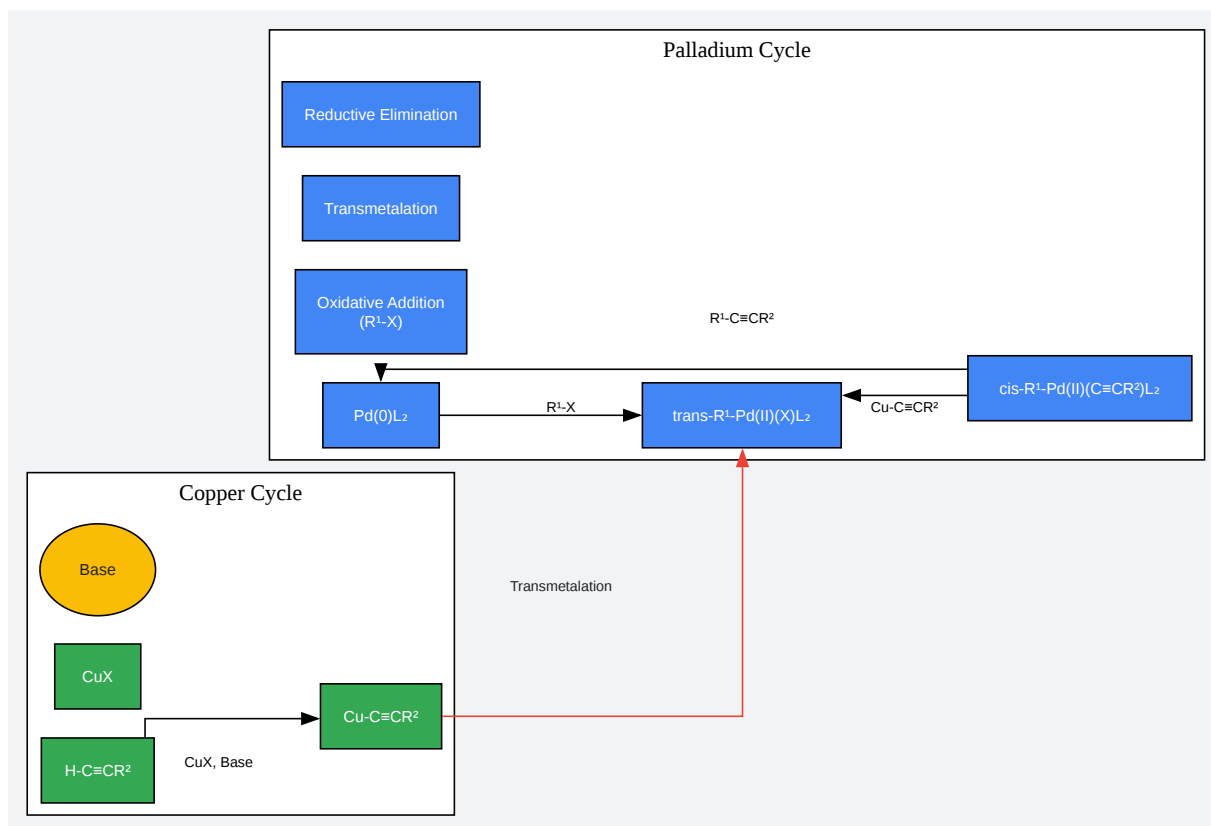 Palladium Cycle
Reductive Elimination
Transmetalation
Oxidative Addition
(R¹-X)
R¹-C≡CR²
cis-R¹-Pd(II)(C≡CR²)L₂
Pd(0)L₂
R¹-X
trans-R¹-Pd(II)(X)L₂
Cu-C≡CR²
Copper Cycle
Base
Transmetalation
CuX
Cu-C≡CR²
H-C≡CR²
CuX, Base